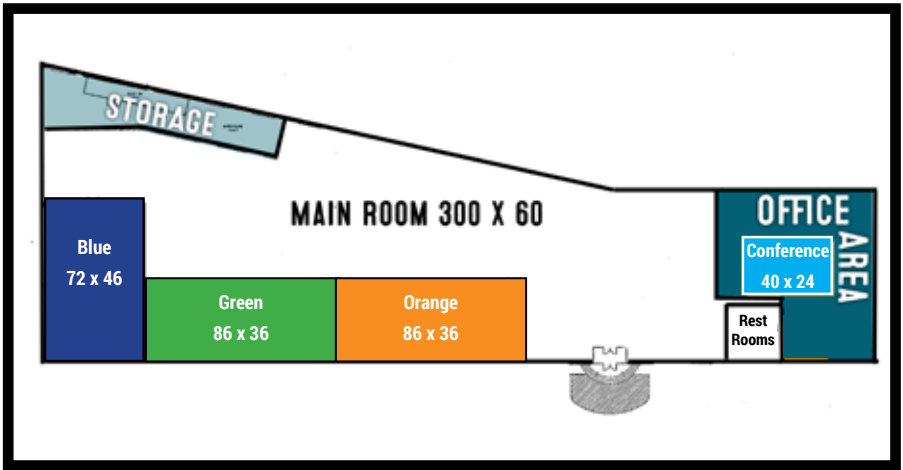 STORAGE
MAIN ROOM 300 X 60
OFFICE
AREA
Conference
40 x 24
Blue
72 x 46
Green
86 x 36
Orange
86 x 36
Rest
Rooms